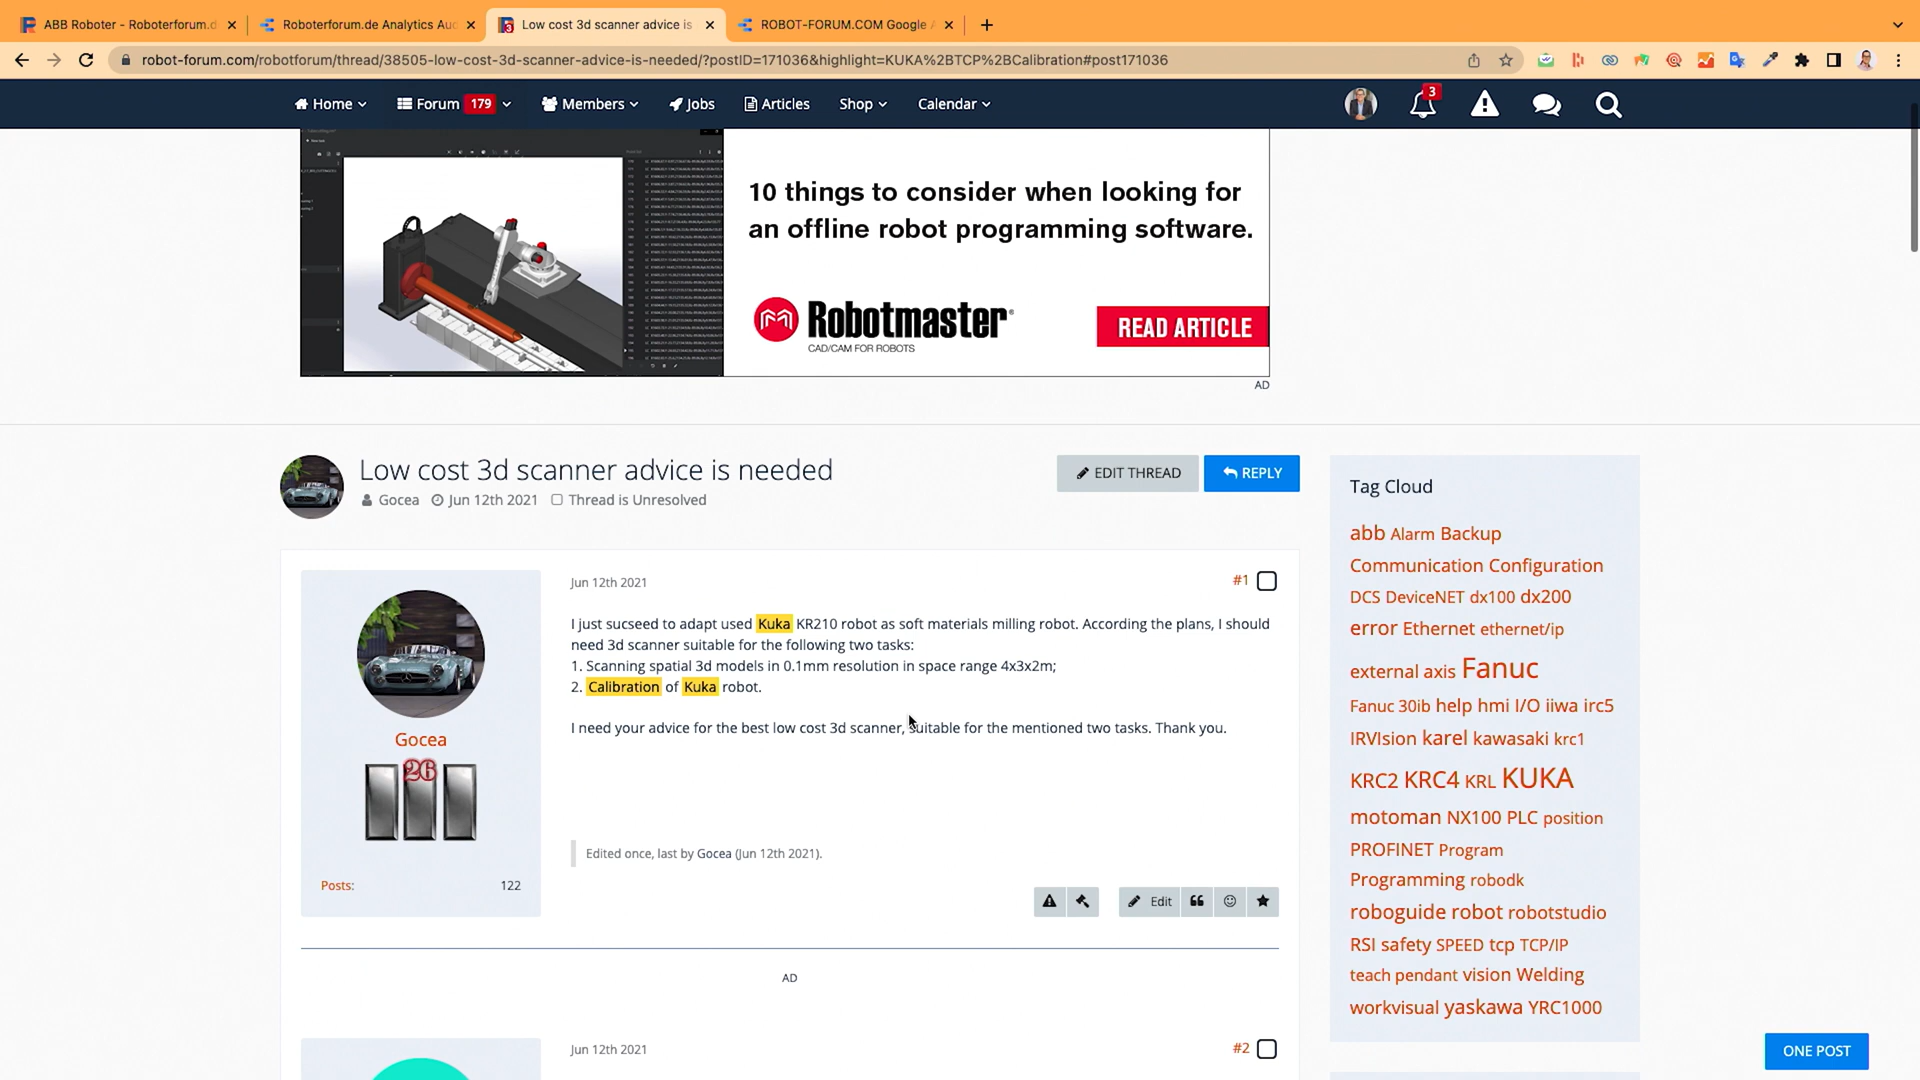 ABB Roboter - Roboterforum.d
Roboterforum.de Analytics Auc
Low cost 3d scanner advice is
ROBOT-FORUM.COM Google A
robot-forum.com/robotforum/thread/38505-low-cost-3d-scanner-advice-is-needed/?postID=171036&highlight=KUKA%2BTCP%2BCalibration#post171036
Home Forum 179 Members Jobs Articles Shop Calendar 3
10 things to consider when looking for
an offline robot programming software.
Robotmaster®
CAD/CAM FOR ROBOTS
READ ARTICLE
AD
Low cost 3d scanner advice is needed
Gocea Jun 12th 2021 Thread is Unresolved
EDIT THREAD REPLY
Jun 12th 2021 #1
I just sucseed to adapt used Kuka KR210 robot as soft materials milling robot. According the plans, I should
need 3d scanner suitable for the following two tasks:
1. Scanning spatial 3d models in 0.1mm resolution in space range 4x3x2m;
2. Calibration of Kuka robot.
I need your advice for the best low cost 3d scanner, suitable for the mentioned two tasks. Thank you.
Gocea
26
Posts: 122
Edited once, last by Gocea (Jun 12th 2021).
Edit
AD
Jun 12th 2021 #2
Tag Cloud
abb Alarm Backup
Communication Configuration
DCS DeviceNET dx100 dx200
error Ethernet ethernet/ip
external axis Fanuc
Fanuc 30ib help hmi I/O iiwa irc5
IRVIsion karel kawasaki krc1
KRC2 KRC4 KRL KUKA
motoman NX100 PLC position
PROFINET Program
Programming robodk
roboguide robot robotstudio
RSI safety SPEED tcp TCP/IP
teach pendant vision Welding
workvisual yaskawa YRC1000
ONE POST